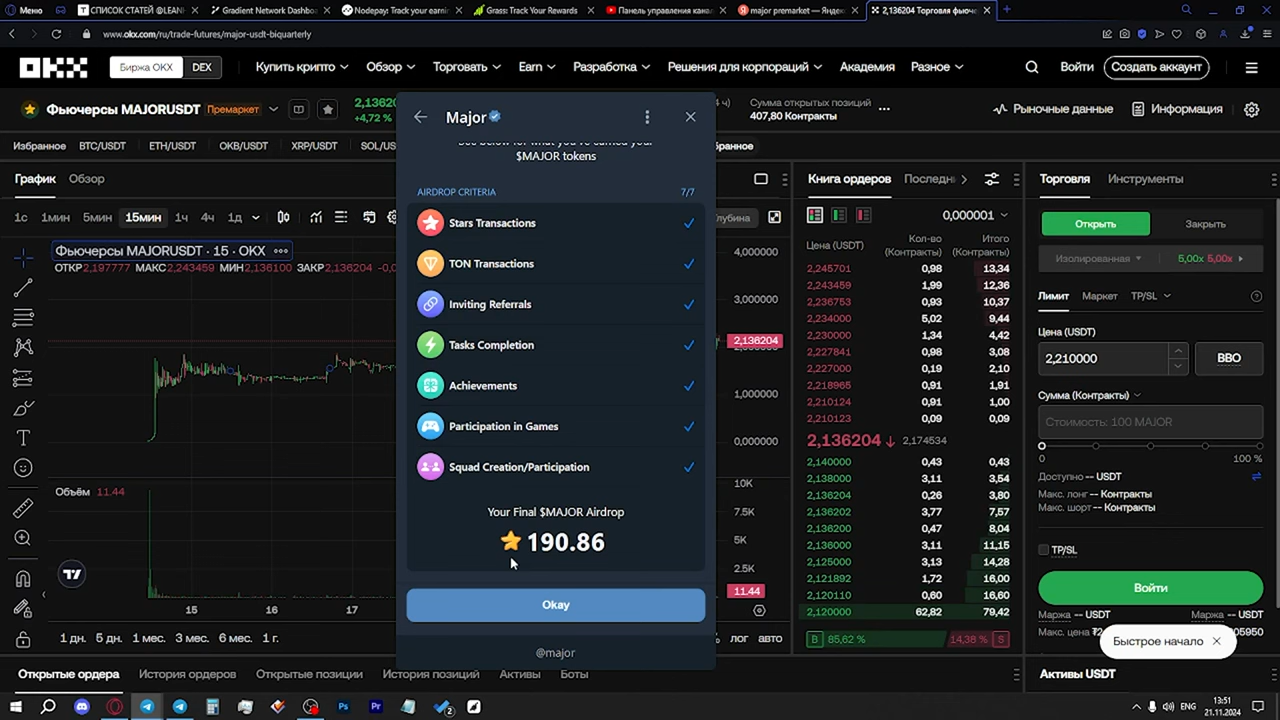 Меню
СПИСОК СТАТЕЙ @LEAN
Gradient Network Dashbo
Nodepay: Track your earnin
Grass: Track Your Rewards
Панель управления канал
major premarket — Яндек
2,136204 Торговля фьюче
www.okx.com/ru/trade-futures/major-usdt-biquarterly
OKX
Биржа OKX
DEX
Купить крипто
Обзор
Торговать
Earn
Разработка
Решения для корпораций
Академия
Разное
Войти
Создать аккаунт
Фьючерсы MAJORUSDT
Премаркет
2,13620
+4,72 %
ч)
Сумма открытых позиций
407,80 Контракты
Рыночные данные
Информация
Избранное
BTC/USDT
ETH/USDT
OKB/USDT
XRP/USDT
SOL/US
бранное
График
Обзор
1с
1мин
5мин
15мин
1ч
4ч
1д
лубина
Фьючерсы MAJORUSDT · 15 · OKX
ОТКР2,197777 МАКС2,243459 МИН2,136100 ЗАКР2,136204 -0,0
4,000000
3,000000
2,136204
1,000000
0,000000
Объём 11.44
10K
7.5K
5K
2.5K
11.44
15
16
17
1 дн.
5 дн.
1 мес.
3 мес.
6 мес.
1 г.
%
лог
авто
Major
See below for what you've earned your
$MAJOR tokens
AIRDROP CRITERIA
7/7
Stars Transactions
TON Transactions
Inviting Referrals
Tasks Completion
Achievements
Participation in Games
Squad Creation/Participation
Your Final $MAJOR Airdrop
190.86
Okay
@major
Книга ордеров
Последн
0,000001
Цена (USDT)
Кол-во
(Контракты)
Итого
(Контракты)
2,245701 0,98 13,34
2,243459 1,99 12,36
2,236753 0,93 10,37
2,234000 5,02 9,44
2,230000 1,34 4,42
2,227841 0,98 3,08
2,227000 0,19 2,10
2,218965 0,91 1,91
2,210124 0,91 1,00
2,210123 0,09 0,09
2,136204 2,174534
2,140000 0,43 0,43
2,138000 3,11 3,54
2,136204 0,26 3,80
2,136202 3,77 7,57
2,136200 0,47 8,04
2,136000 3,11 11,15
2,125000 3,13 14,28
2,121892 1,72 16,00
2,120110 0,60 16,60
2,120000 62,82 79,42
B 85,62 %
14,38 % S
Торговля
Инструменты
Открыть
Закрыть
Изолированная
5,00x 5,00x
Лимит
Маркет
TP/SL
Цена (USDT)
2,210000
BBO
Сумма (Контракты)
Стоимость: 100 MAJOR
0
100 %
Доступно -- USDT
Макс. лонг -- Контракты
Макс. шорт -- Контракты
TP/SL
Войти
Маржа -- USDT
Маржа -- USDT
Макс. цена
05950
Быстрое начало
Открытые ордера
История ордеров
Открытые позиции
История позиций
Активы
Боты
Активы USDT
2
13:51
21.11.2024